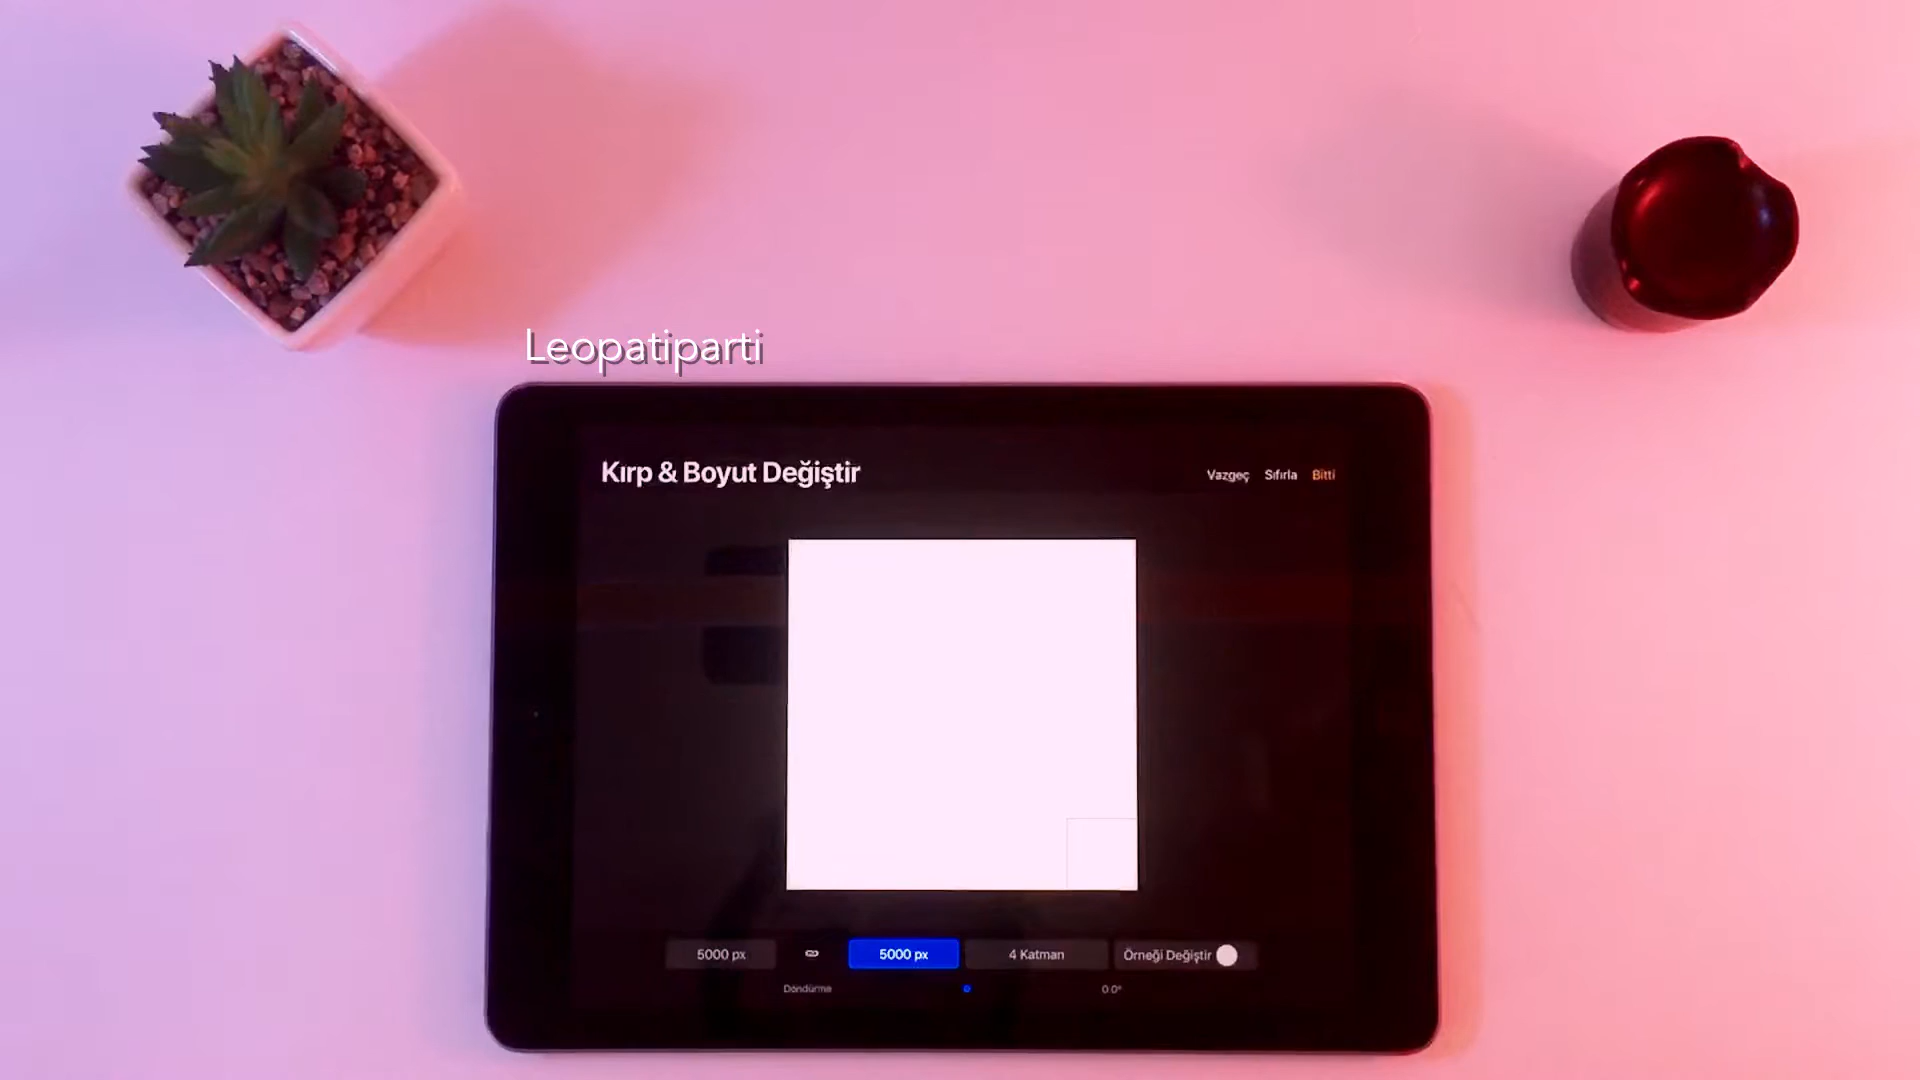 Leopatiparti
Kırp & Boyut Değiştir
Vazgeç Sıfırla Bitti
5000 px 5000 px 4 Katman Örneği Değiştir
Döndürme 0.0°